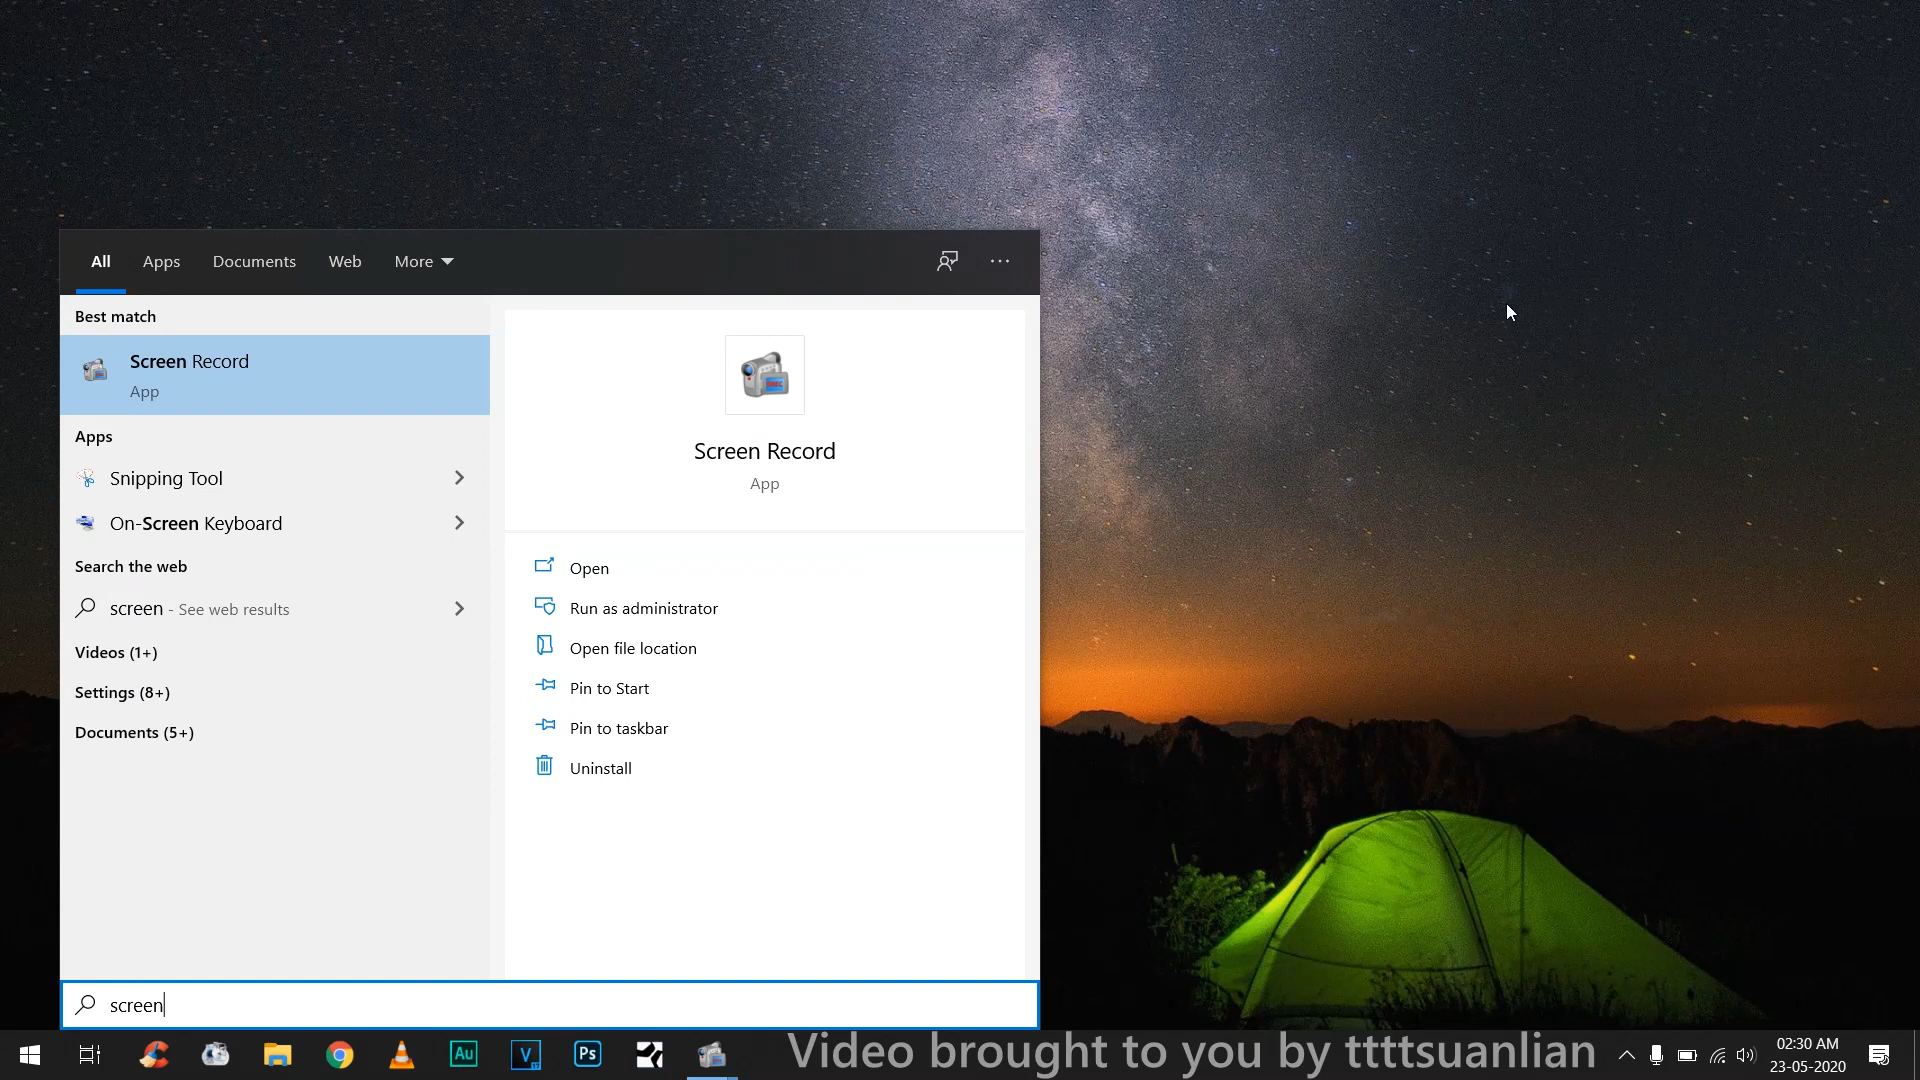 All
Apps
Documents
Web
More
Best match
Screen Record
App
Apps
Snipping Tool
On-Screen Keyboard
Search the web
screen - See web results
Videos (1+)
Settings (8+)
Documents (5+)
Screen Record
App
Open
Run as administrator
Open file location
Pin to Start
Pin to taskbar
Uninstall
screen
Au
V
17
Ps
Video brought to you by ttttsuanlian
02:30 AM
23-05-2020